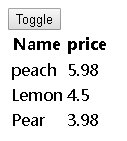 Toggle
Name price
peach 5.98
Lemon 4.5
Pear 3.98